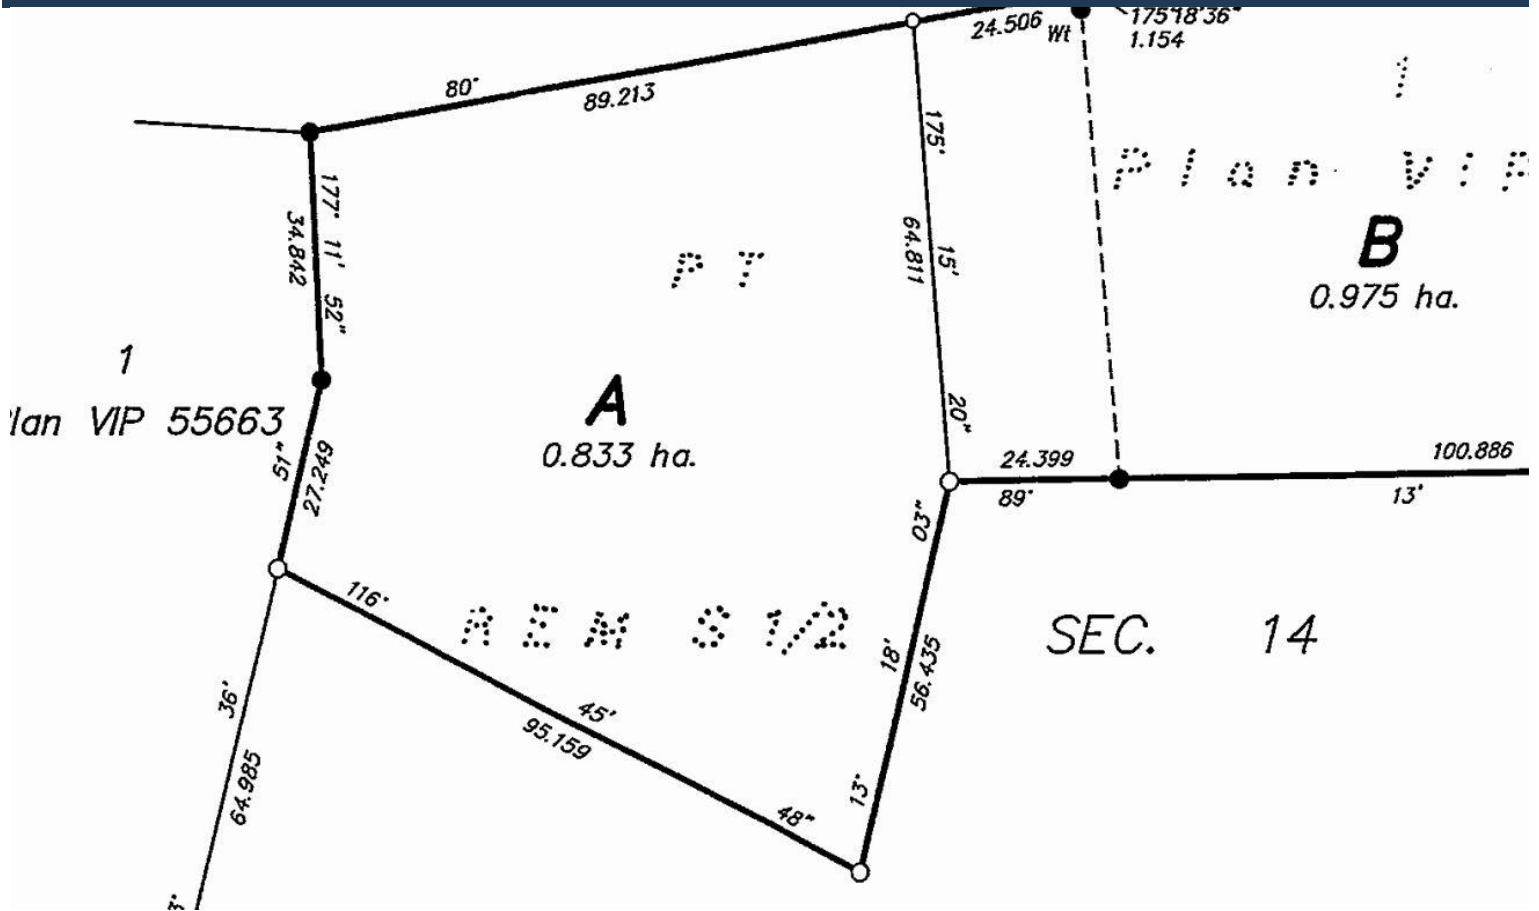 24.506
Wt
175°18'36"
1.154
80°
89.213
1
175°
15'
20"
64.811
Plan VIP
177° 11' 52"
34.842
PT
B
0.975 ha.
1
Plan VIP 55663
A
0.833 ha.
51"
27.249
24.399
89°
100.886
13'
03"
18'
13°
56.435
116°
45'
48"
95.159
REM S 1/2
SEC. 14
36'
64.985